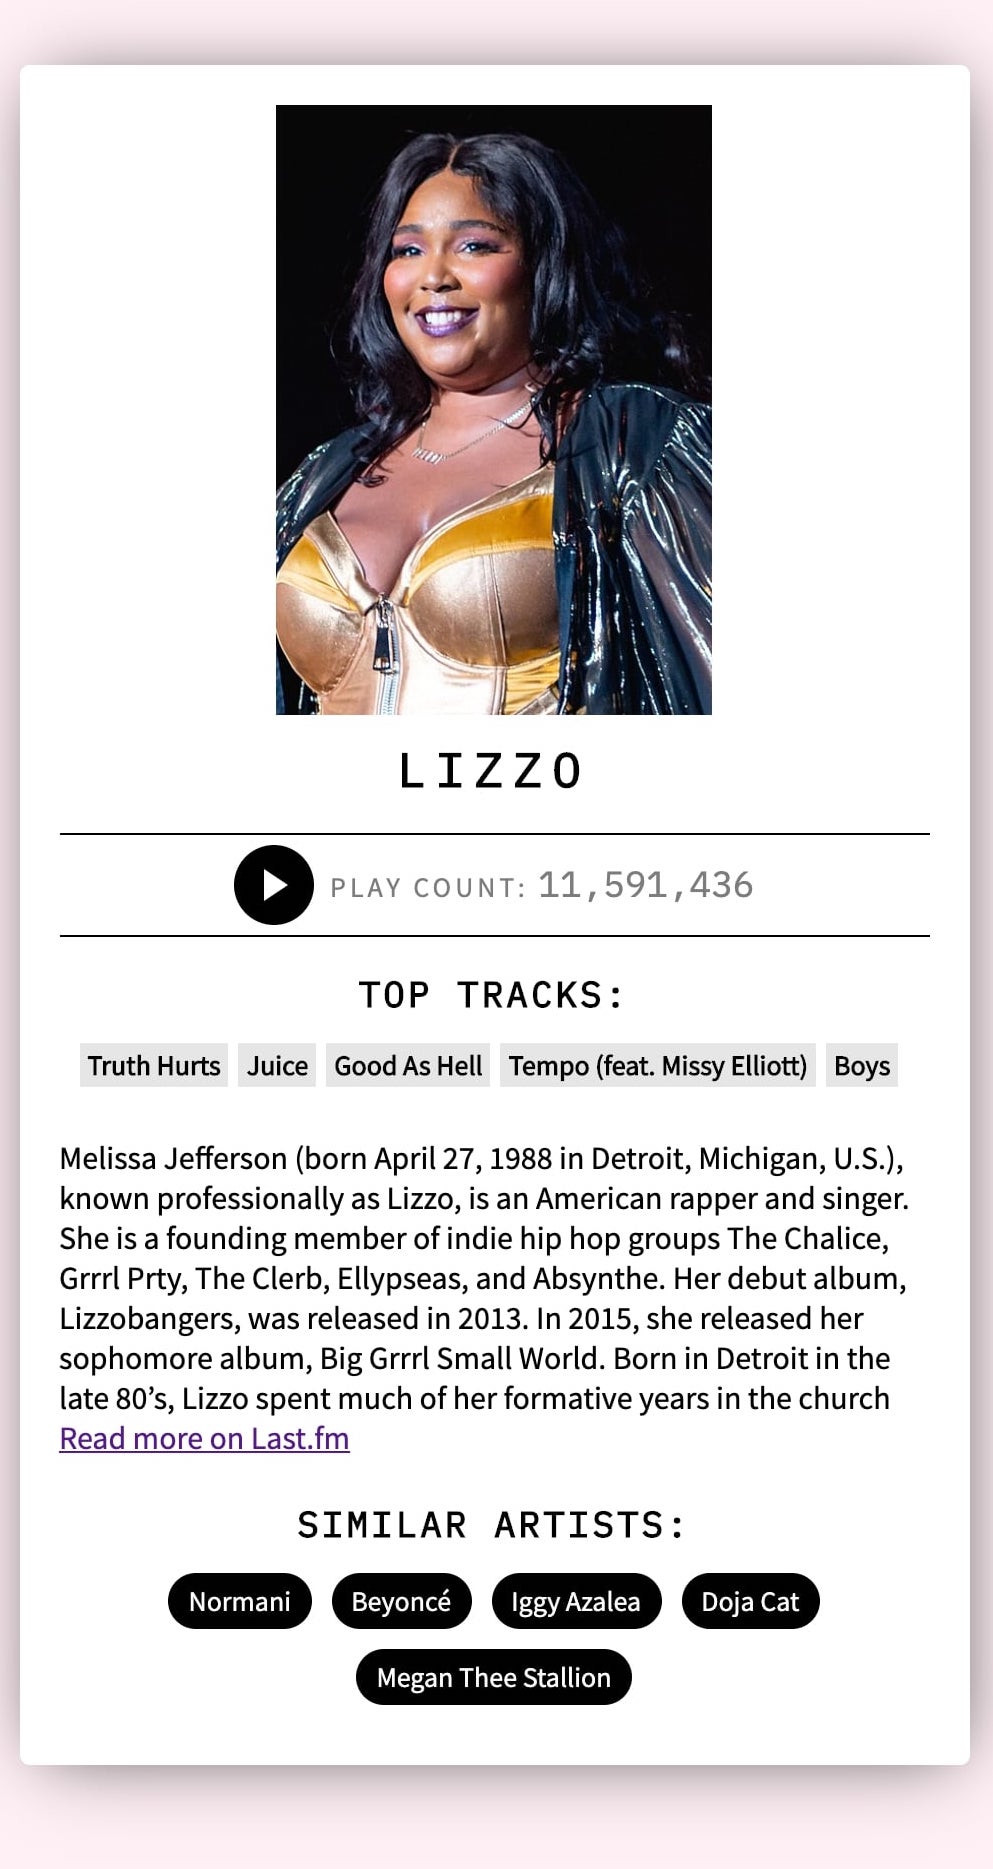 LIZZO
PLAY COUNT: 11,591,436
TOP TRACKS:
Truth Hurts Juice Good As Hell Tempo (feat. Missy Elliott) Boys
Melissa Jefferson (born April 27, 1988 in Detroit, Michigan, U.S.),
known professionally as Lizzo, is an American rapper and singer.
She is a founding member of indie hip hop groups The Chalice,
Grrrl Prty, The Clerb, Ellypseas, and Absynthe. Her debut album,
Lizzobangers, was released in 2013. In 2015, she released her
sophomore album, Big Grrrl Small World. Born in Detroit in the
late 80’s, Lizzo spent much of her formative years in the church
Read more on Last.fm
SIMILAR ARTISTS:
Normani Beyoncé Iggy Azalea Doja Cat
Megan Thee Stallion